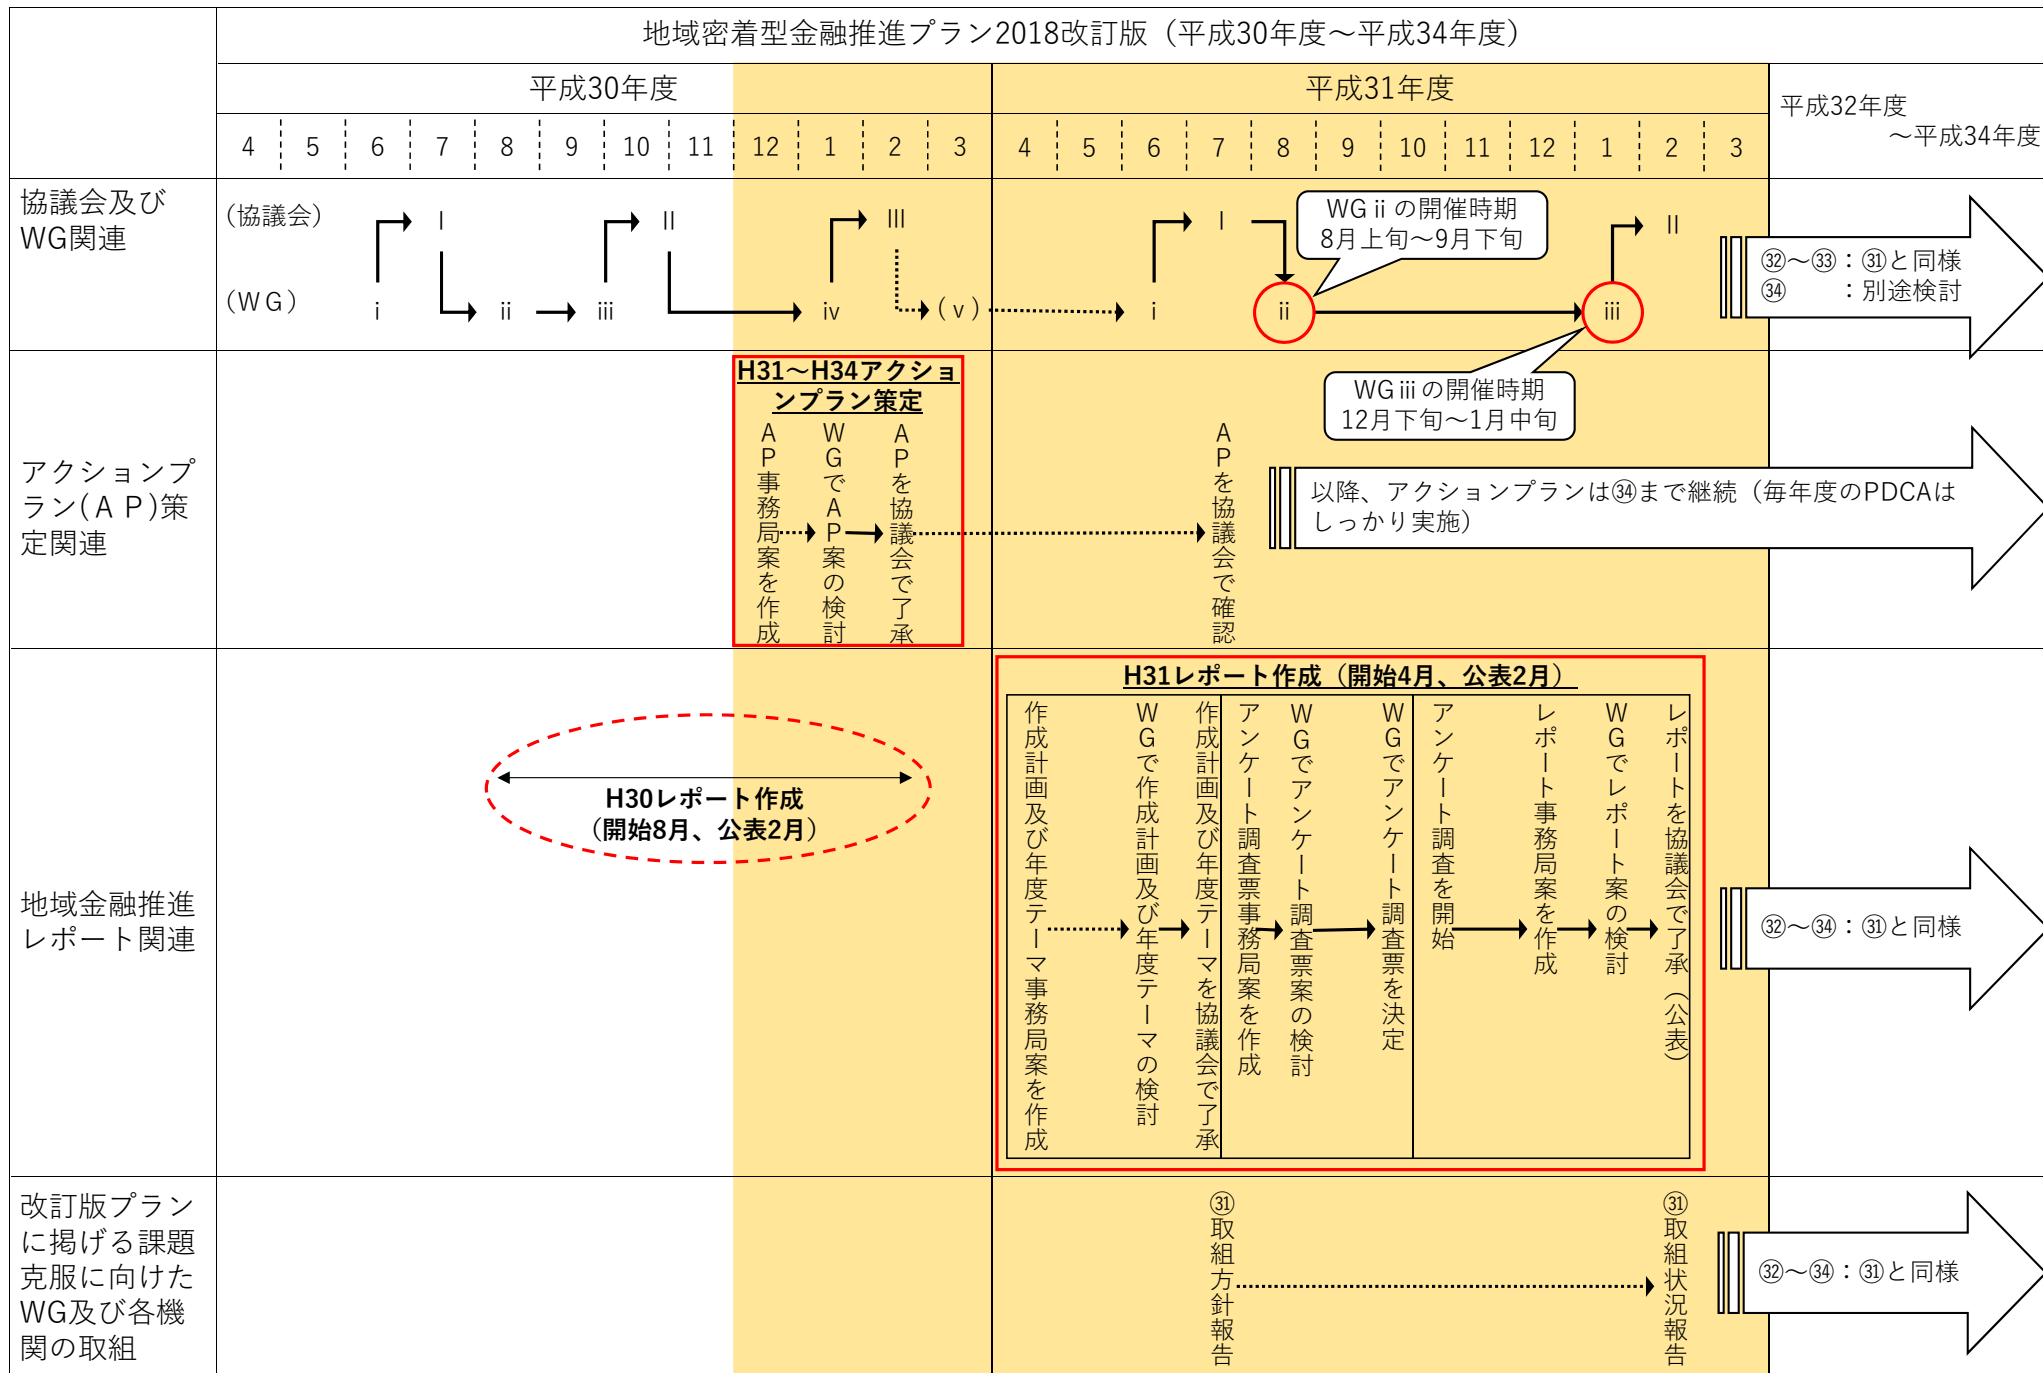 地域密着型金融推進プラン2018改訂版（平成30年度～平成34年度）
平成30年度
平成31年度
平成32年度
～平成34年度
4 5 6 7 8 9 10 11 12 1 2 3 4 5 6 7 8 9 10 11 12 1 2 3
協議会及び
WG関連
（協議会）
I
II
III
I
II
（ＷＧ）
i
ii
iii
iv
(v)
i
ii
iii
WG ii の開催時期
8月上旬～9月下旬
WG iii の開催時期
12月下旬～1月中旬
㉜～㉝：㉛と同様
㉞　　：別途検討
アクションプ
ラン(ＡＰ)策
定関連
H31～H34アクショ
ンプラン策定
ＡＰ事務局案を作成
ＷＧでＡＰ案の検討
ＡＰを協議会で了承
ＡＰを協議会で確認
以降、アクションプランは㉞まで継続（毎年度のPDCAは
しっかり実施）
地域金融推進
レポート関連
H30レポート作成
（開始8月、公表2月）
H31レポート作成（開始4月、公表2月）
作成計画及び年度テーマ事務局案を作成
ＷＧで作成計画及び年度テーマの検討
作成計画及び年度テーマを協議会で了承
アンケート調査票事務局案を作成
ＷＧでアンケート調査票案の検討
ＷＧでアンケート調査票を決定
アンケート調査を開始
レポート事務局案を作成
ＷＧでレポート案の検討
レポートを協議会で了承（公表）
㉜～㉞：㉛と同様
改訂版プラン
に掲げる課題
克服に向けた
WG及び各機
関の取組
㉛取組方針報告
㉛取組状況報告
㉜～㉞：㉛と同様